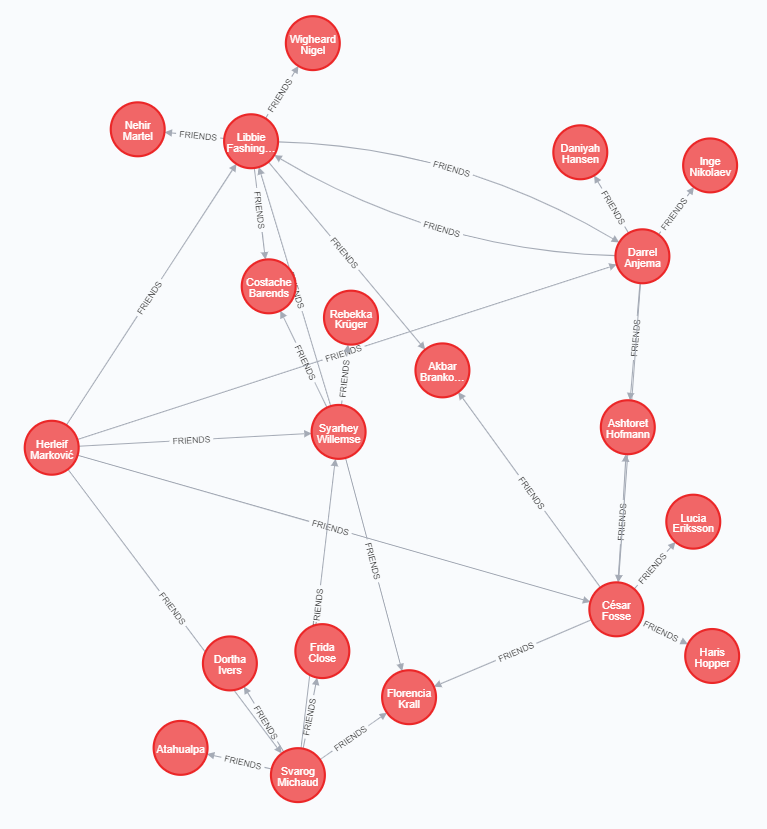 Wigheard
Nigel
FRIENDS
Nehir
Martel
FRIENDS
Libbie
Fashing…
Daniyah
Hansen
Inge
Nikolaev
FRIENDS
FRIENDS
FRIENDS
FRIENDS
FRIENDS
FRIENDS
Darrel
Anjema
FRIENDS
Costache
Barends
NDS
FRIENDS
Rebekka
Krüger
FRIENDS
FRIENDS
FRIENDS
FRIENDS
Akbar
Branko…
Herleif
Marković
FRIENDS
Syarhey
Willemse
Ashtoret
Hofmann
FRIENDS
FRIENDS
FRIENDS
Lucia
Eriksson
FRIENDS
FRIENDS
FRIENDS
FRIENDS
César
Fosse
FRIENDS
FRIENDS
Haris
Hopper
Dortha
Ivers
Frida
Close
FRIENDS
Florencia
Krall
FRIENDS
FRIENDS
FRIENDS
Atahualpa
FRIENDS
Svarog
Michaud